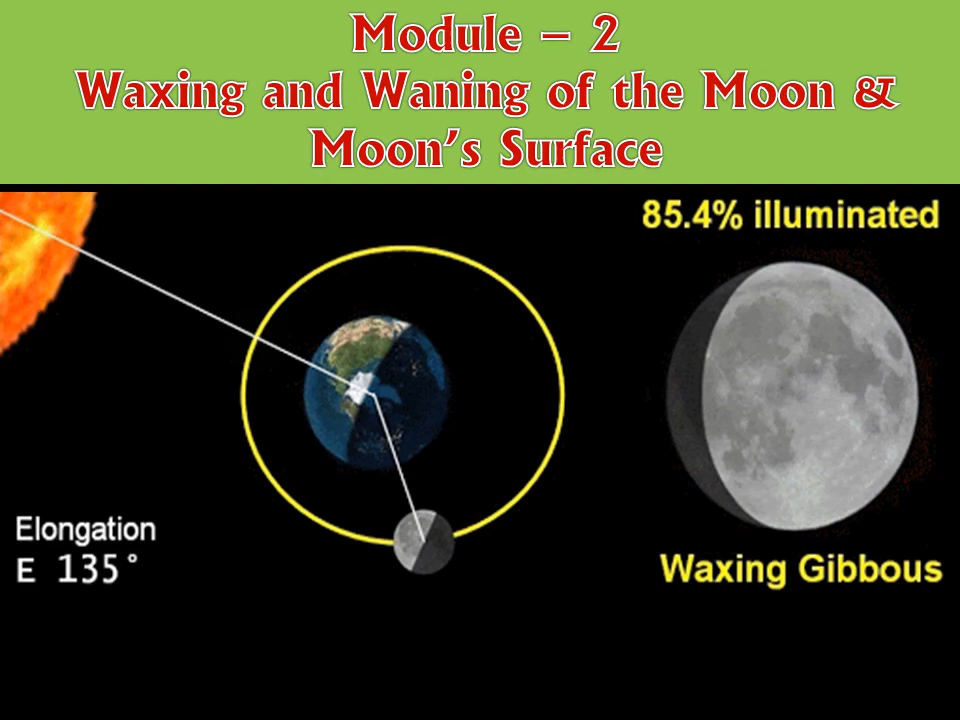 Module – 2
Waxing and Waning of the Moon &
Moon's Surface
85.4% illuminated
Elongation
E 135°
Waxing Gibbous